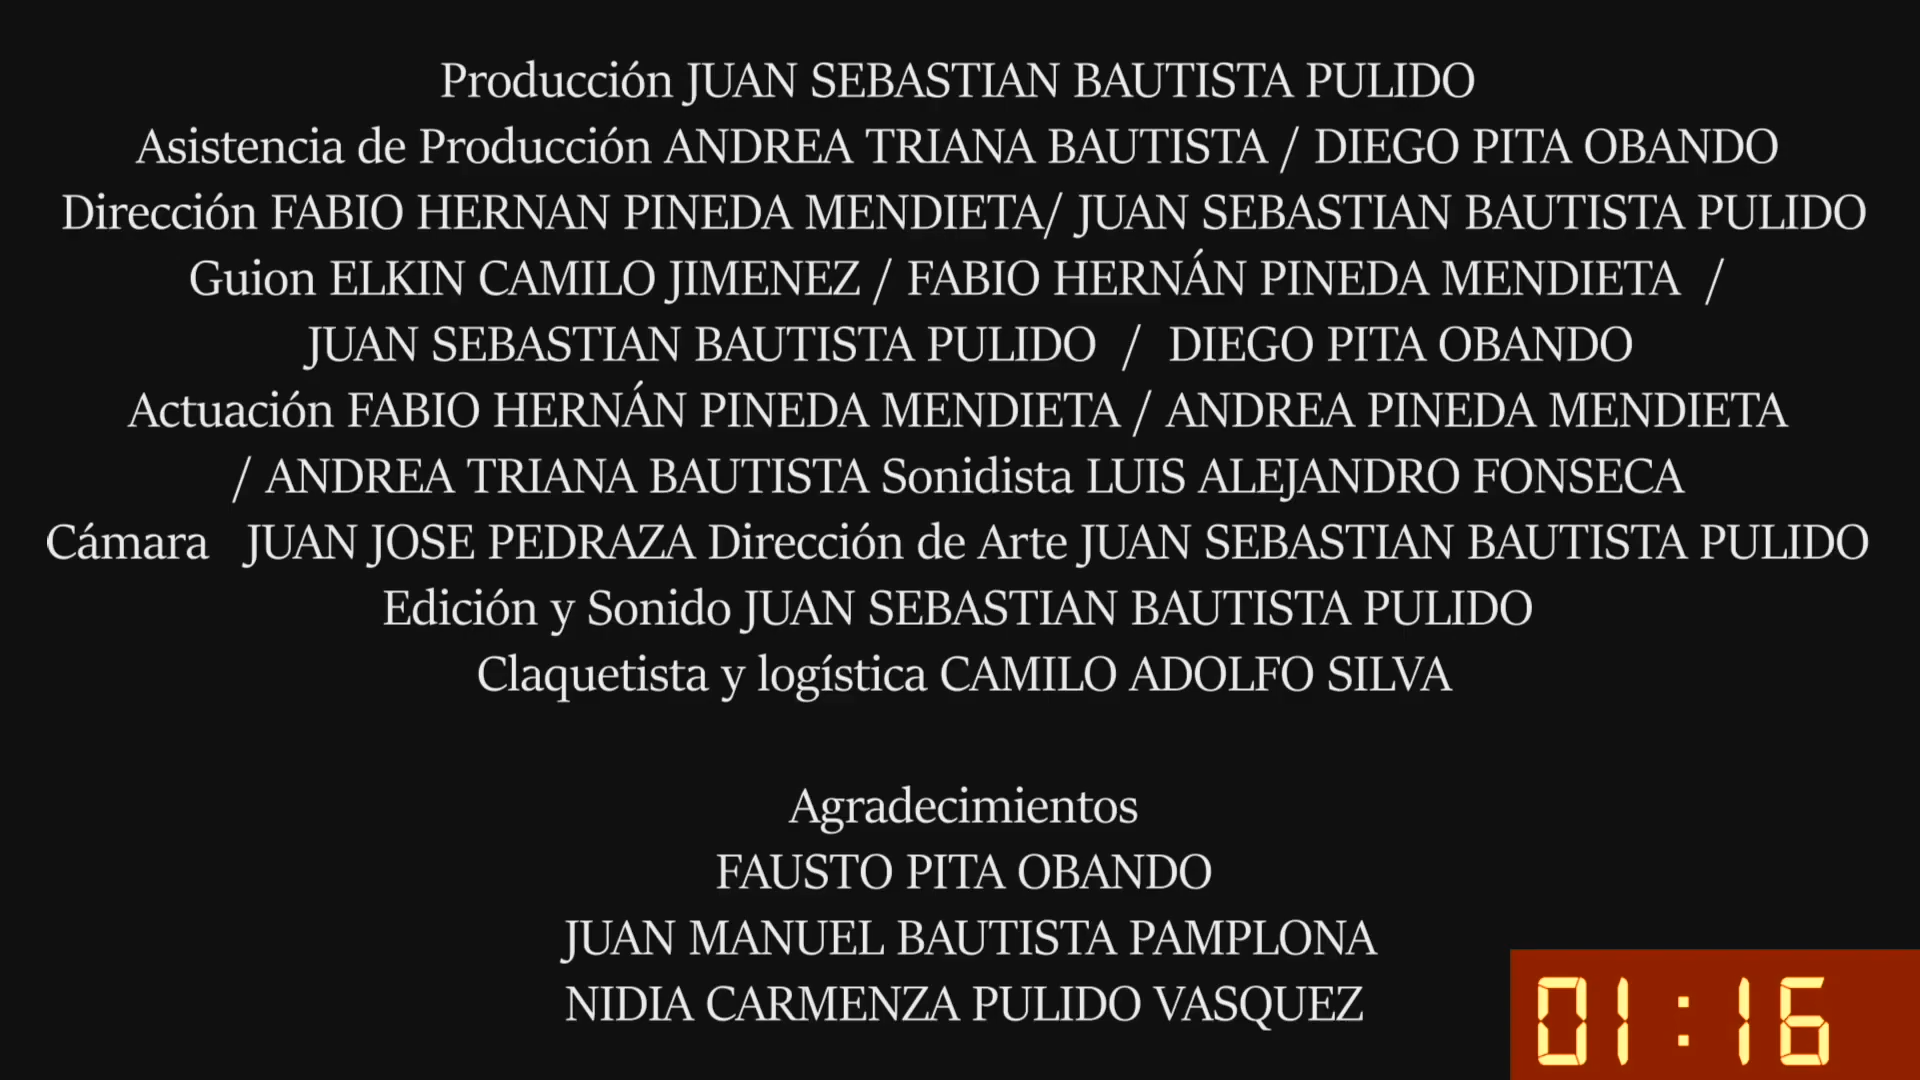 Producción JUAN SEBASTIAN BAUTISTA PULIDO
Asistencia de Producción ANDREA TRIANA BAUTISTA / DIEGO PITA OBANDO
Dirección FABIO HERNAN PINEDA MENDIETA/ JUAN SEBASTIAN BAUTISTA PULIDO
Guion ELKIN CAMILO JIMENEZ / FABIO HERNÁN PINEDA MENDIETA /
JUAN SEBASTIAN BAUTISTA PULIDO / DIEGO PITA OBANDO
Actuación FABIO HERNÁN PINEDA MENDIETA / ANDREA PINEDA MENDIETA
/ ANDREA TRIANA BAUTISTA Sonidista LUIS ALEJANDRO FONSECA
Cámara JUAN JOSE PEDRAZA Dirección de Arte JUAN SEBASTIAN BAUTISTA PULIDO
Edición y Sonido JUAN SEBASTIAN BAUTISTA PULIDO
Claquetista y logística CAMILO ADOLFO SILVA
Agradecimientos
FAUSTO PITA OBANDO
JUAN MANUEL BAUTISTA PAMPLONA
NIDIA CARMENZA PULIDO VASQUEZ
01:16